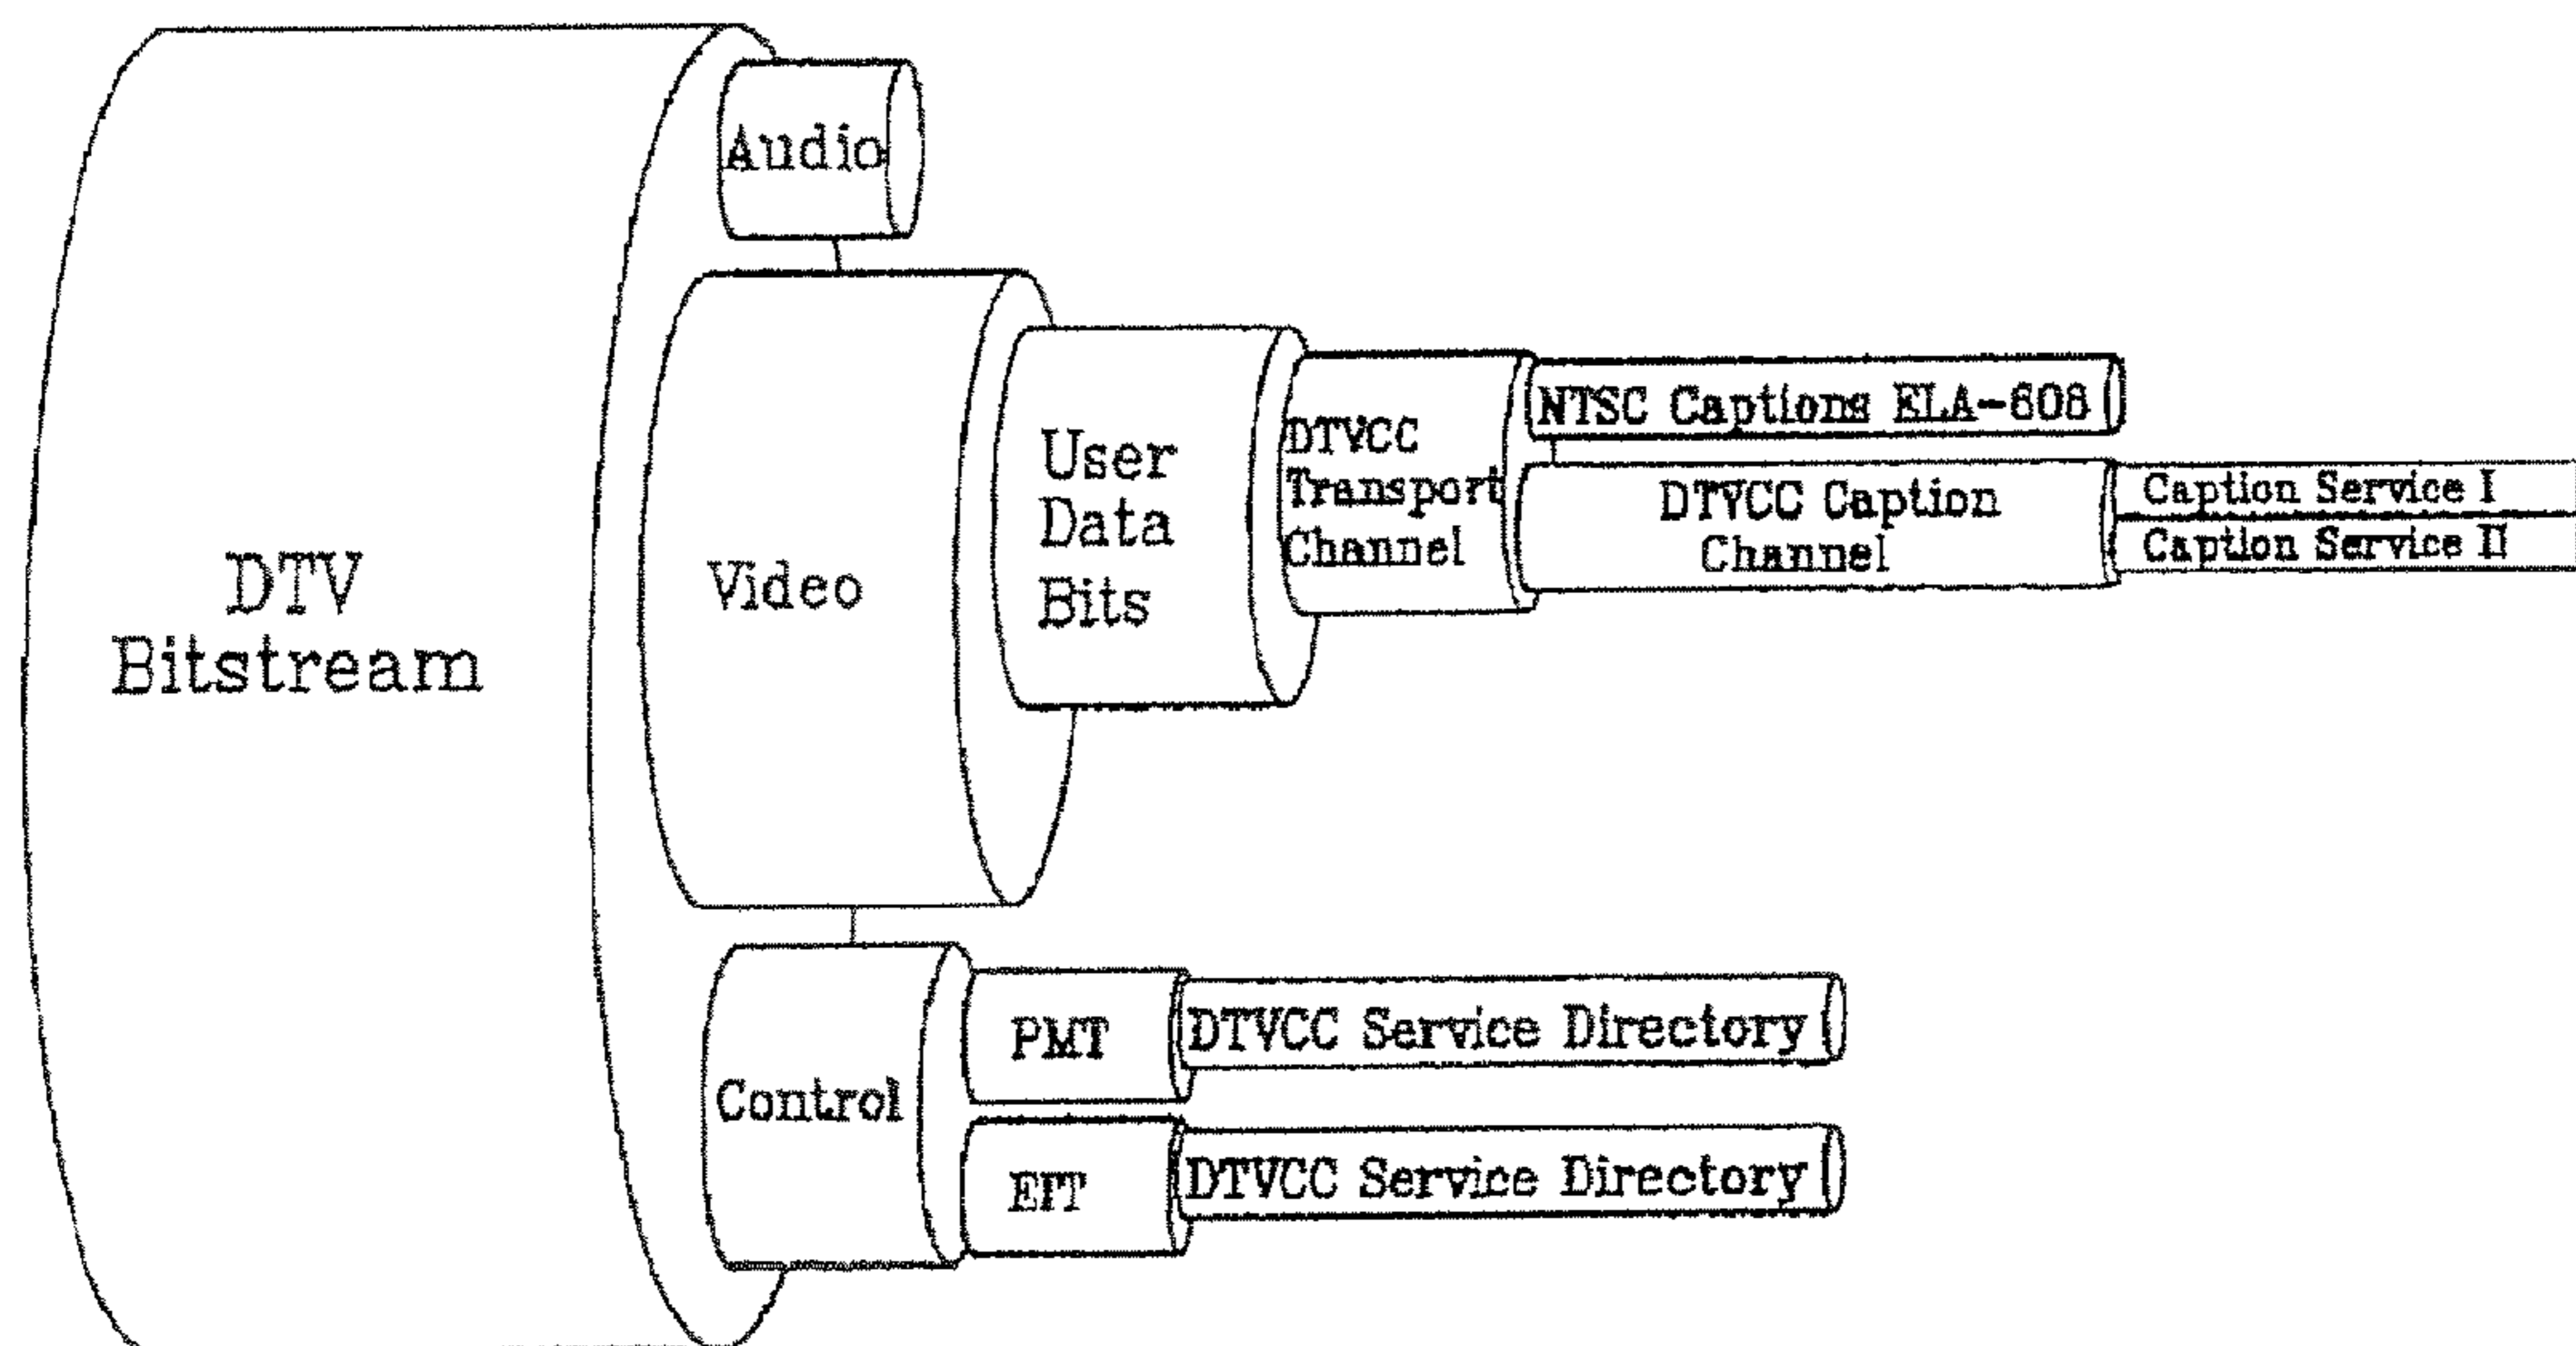 Audio
NTSC Captions ELA-608
User
Data
Bits
DTVCC
Transport
Channel
DTVCC Caption
Channel
Caption Service I
Caption Service II
DTV
Bitstream
Video
Control
PMT
DTVCC Service Directory
EIT
DTVCC Service Directory